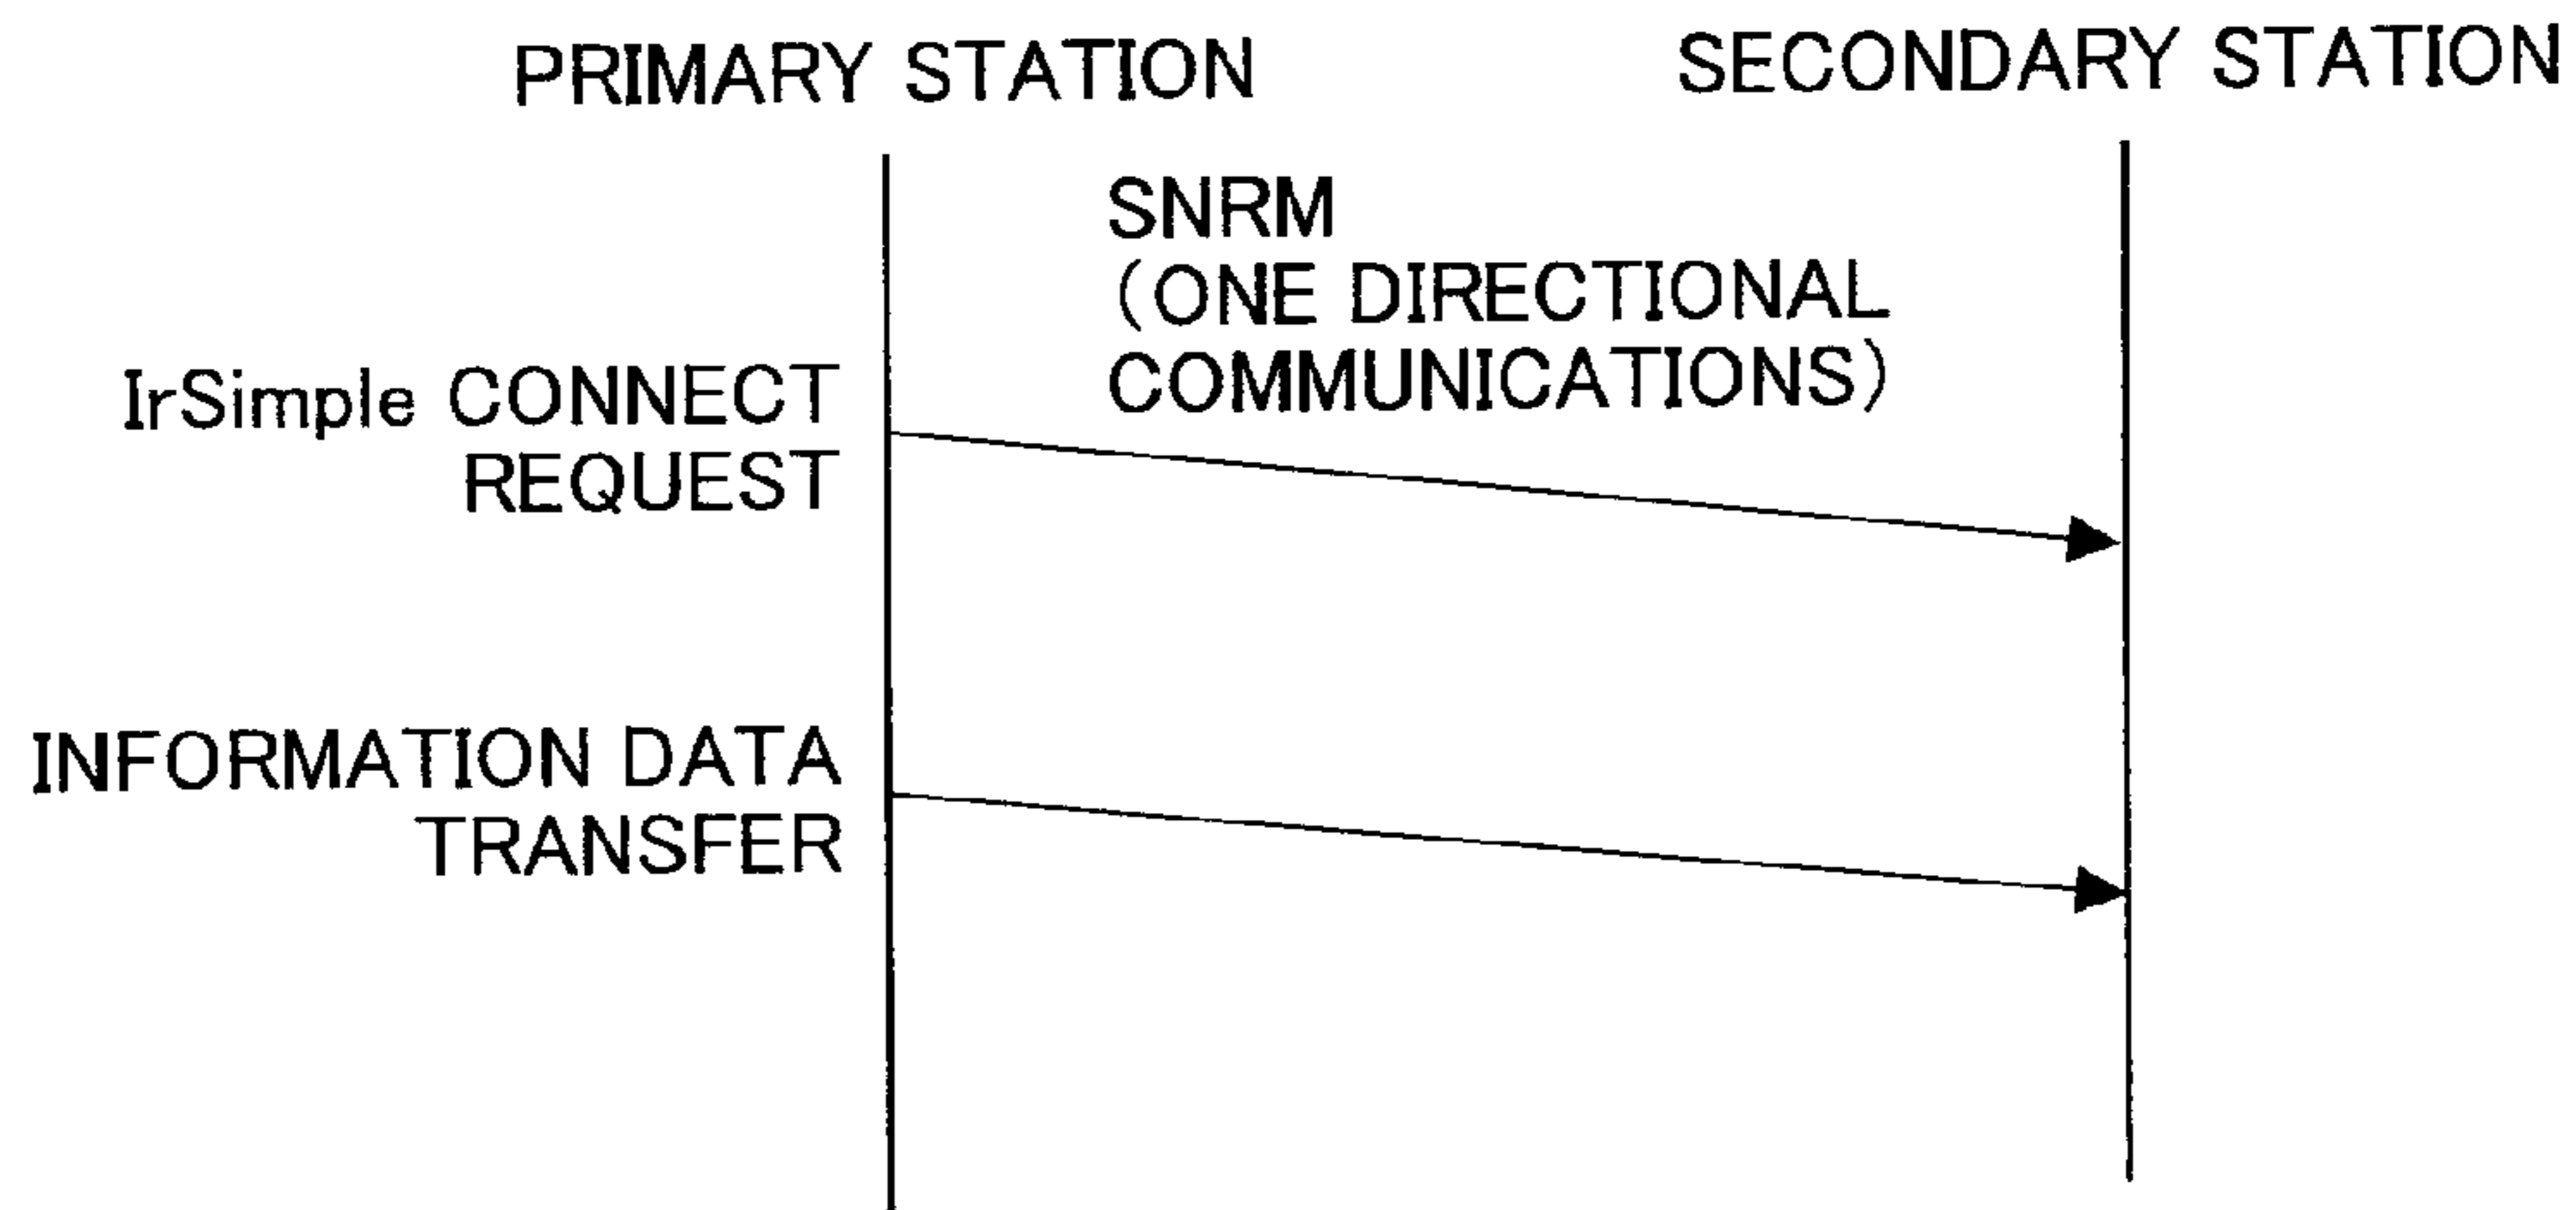 PRIMARY STATION
SECONDARY STATION
SNRM
(ONE DIRECTIONAL
COMMUNICATIONS)
IrSimple CONNECT
REQUEST
INFORMATION DATA
TRANSFER